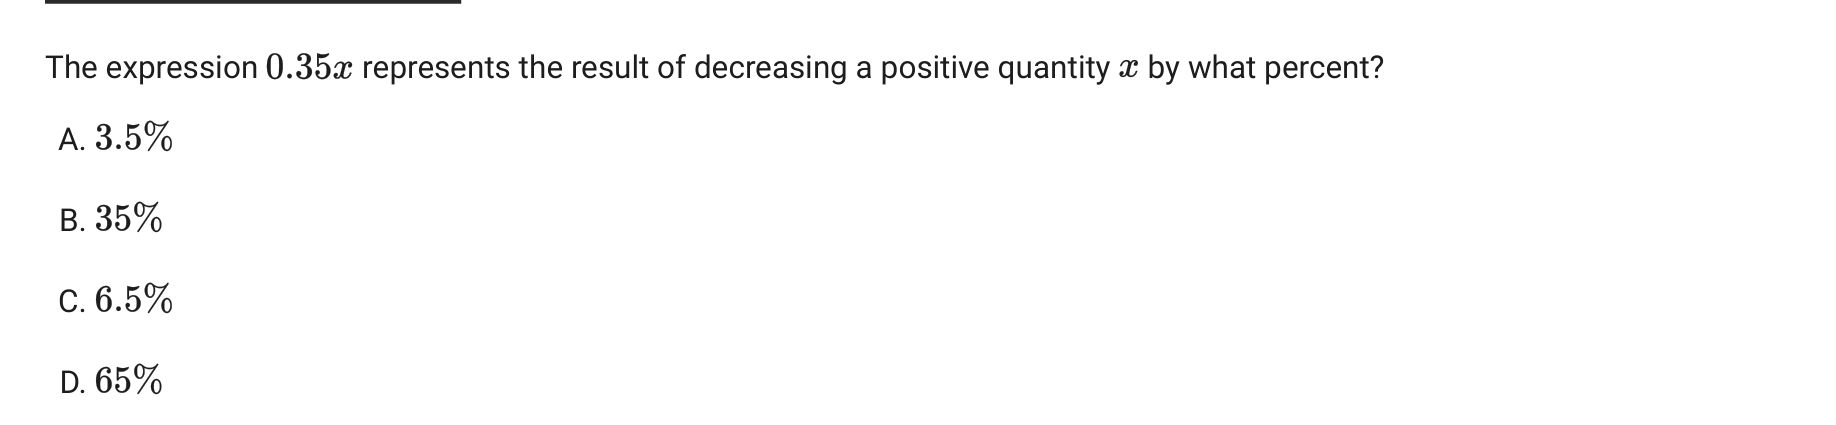 The expression 0.35x represents the result of decreasing a positive quantity x by what percent?
A. 3.5%
B. 35%
C. 6.5%
D. 65%